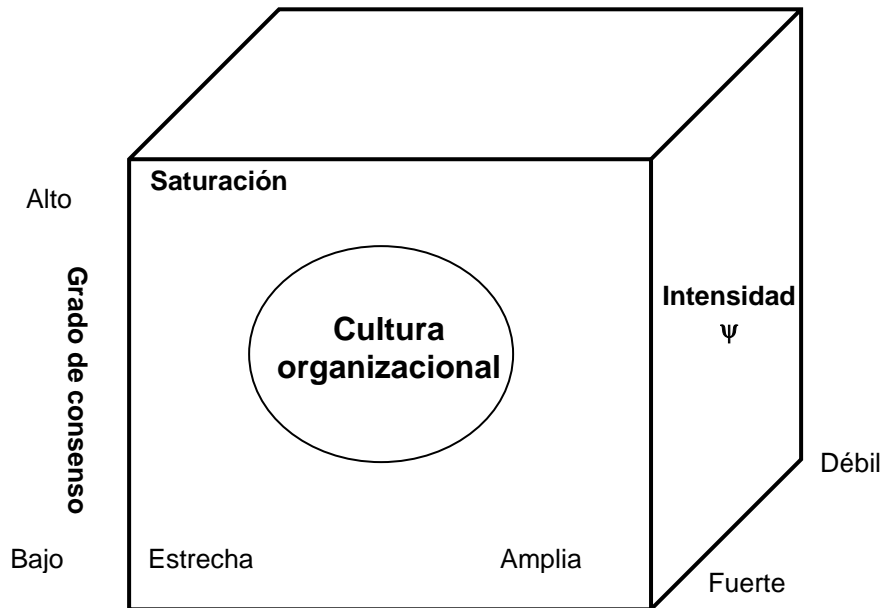 Saturación
Alto
Grado de consenso
Intensidad
ψ
Cultura
organizacional
Débil
Bajo
Estrecha
Amplia
Fuerte